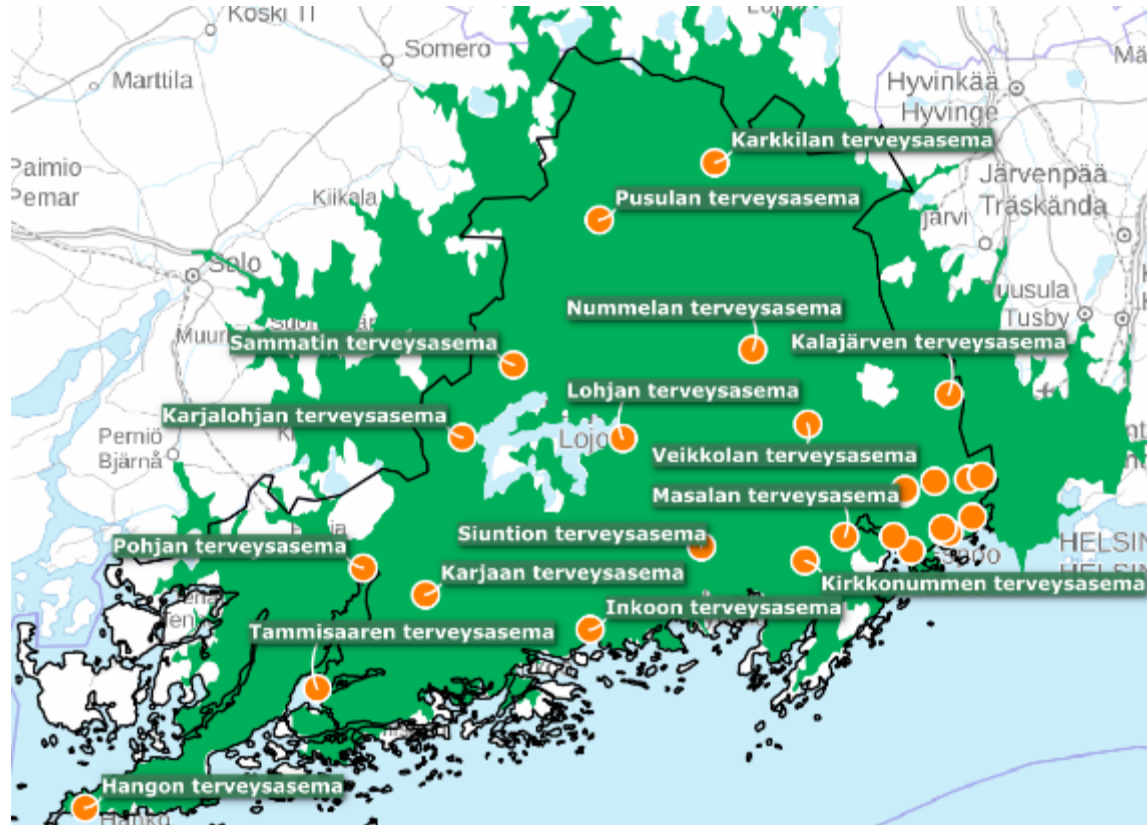 Koski Tl
Somero
Marttila
Hyvinkää
Hyvinge
Karkkilan terveysasema
Paimio
Pemar
Kiikala
Pusulan terveysasema
Järvenpää
järvi Träskända
Salo
Nummelan terveysasema
Tuusula
Tusby
Sammatin terveysasema
Kalajärven terveysasema
Lohjan terveysasema
Karjalohjan terveysasema
Perniö
Bjärnå
Lojo
Veikkolan terveysasema
Masalan terveysasema
Siuntion terveysasema
Pohjan terveysasema
Karjaan terveysasema
Kirkkonummen terveysasema
Inkoon terveysasema
Tammisaaren terveysasema
Hangon terveysasema
Hanko